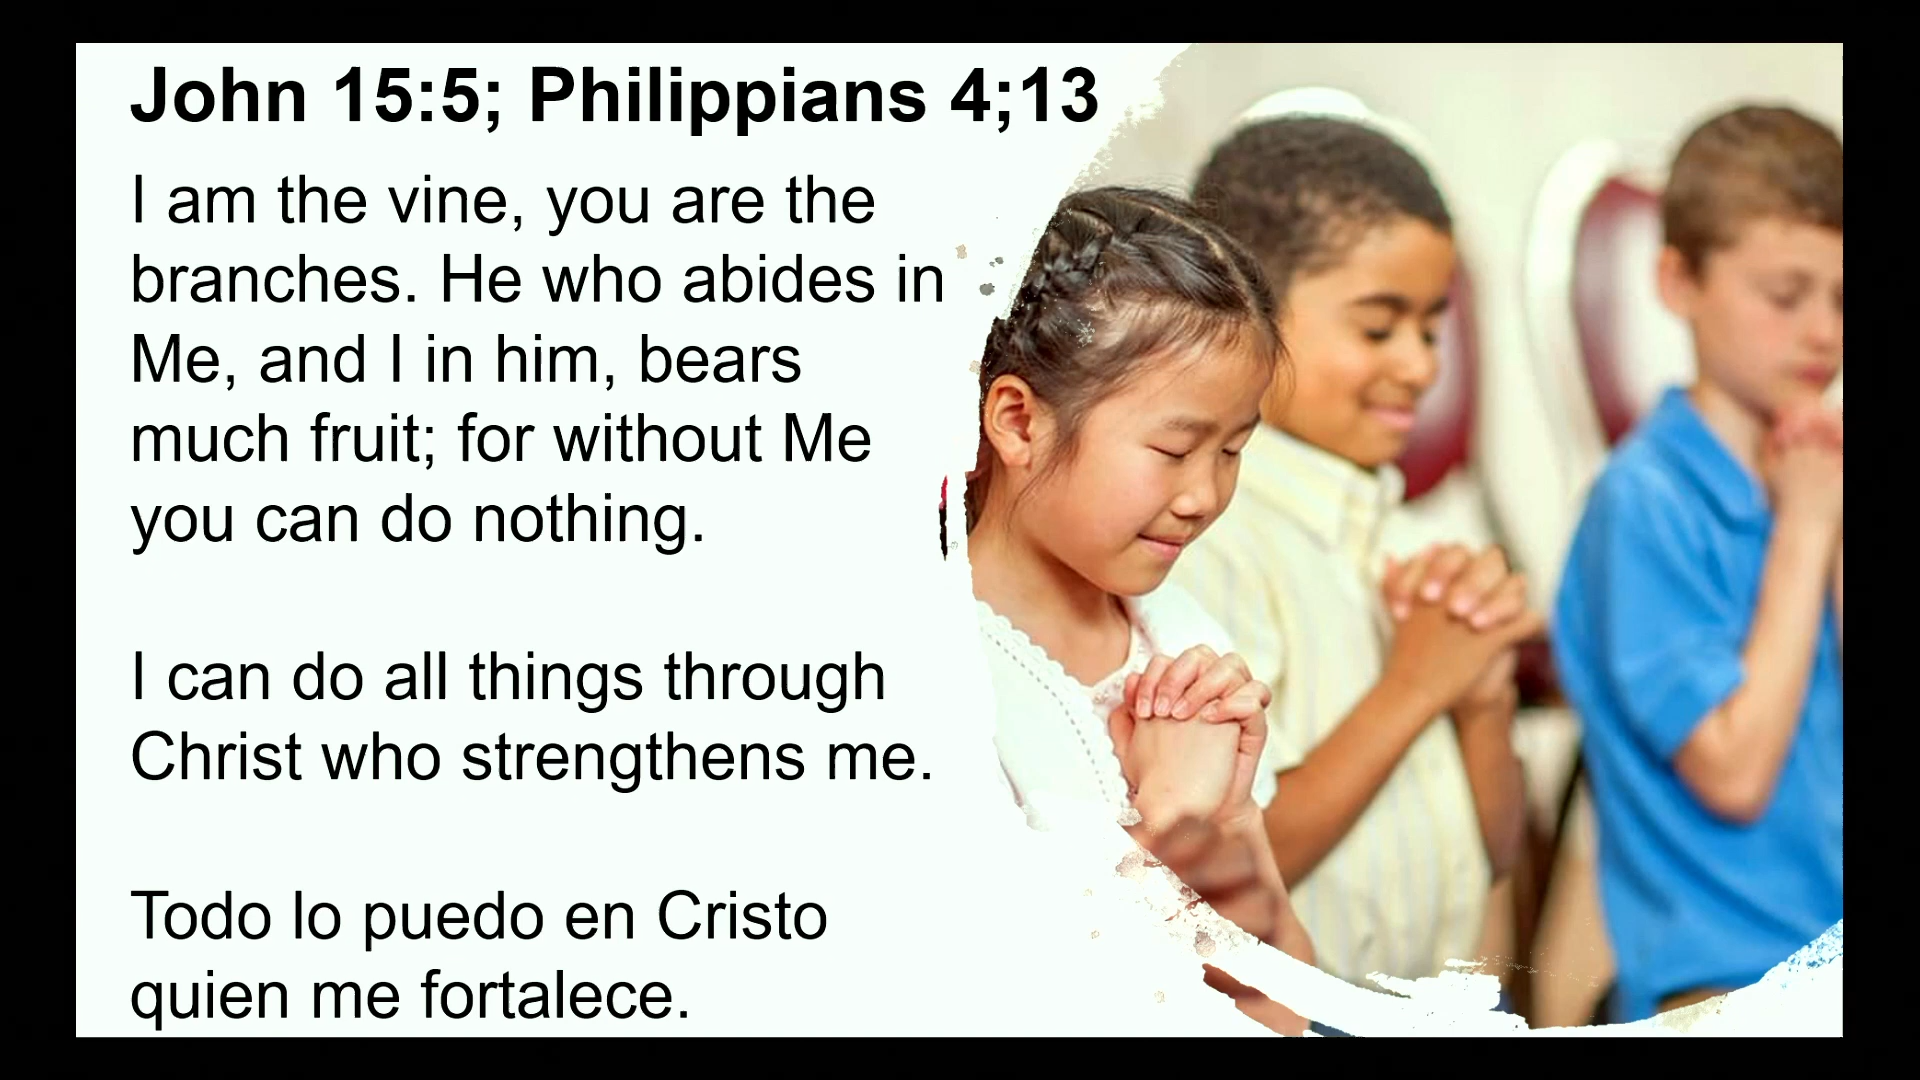 John 15:5; Philippians 4;13
I am the vine, you are the
branches. He who abides in
Me, and I in him, bears
much fruit; for without Me
you can do nothing.
I can do all things through
Christ who strengthens me.
Todo lo puedo en Cristo
quien me fortalece.